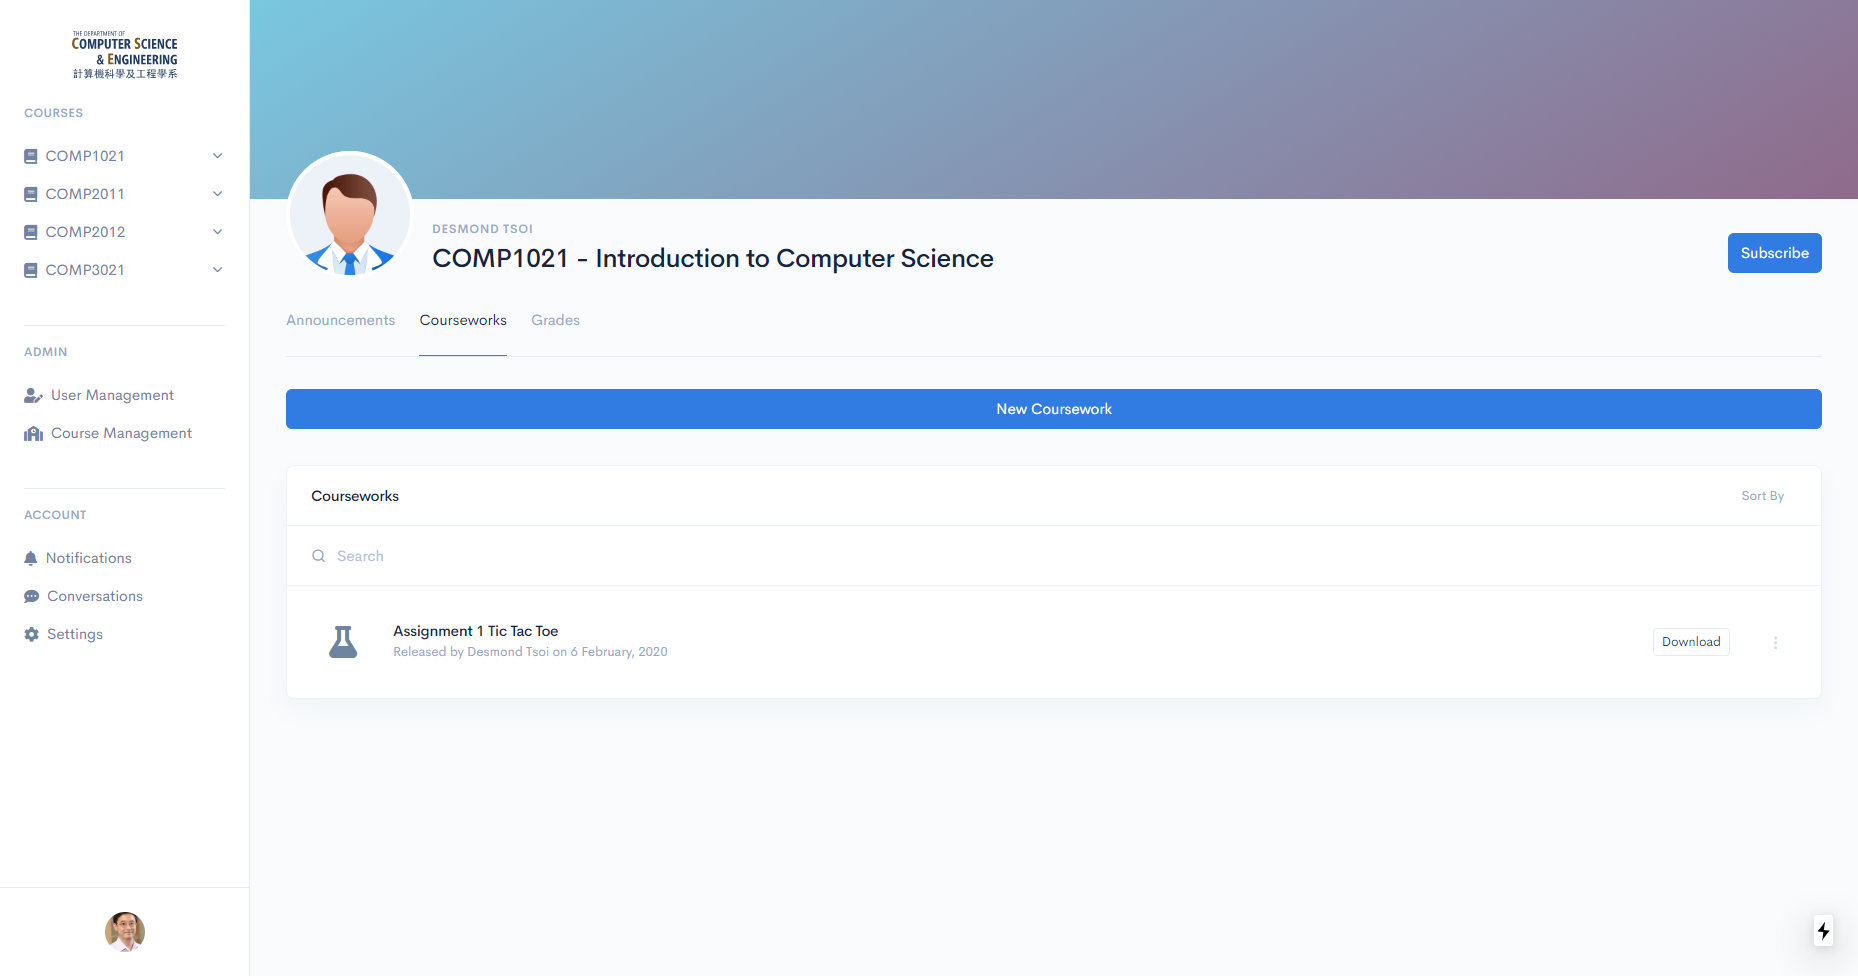 THE DEPARTMENT OF
COMPUTER SCIENCE
& ENGINEERING
計算機科學及工程學系
COURSES
COMP1021
COMP2011
COMP2012
COMP3021
ADMIN
User Management
Course Management
ACCOUNT
Notifications
Conversations
Settings
DESMOND TSOI
COMP1021 - Introduction to Computer Science
Subscribe
Announcements Courseworks Grades
New Coursework
Courseworks Sort By
Search
Assignment 1 Tic Tac Toe
Released by Desmond Tsoi on 6 February, 2020
Download